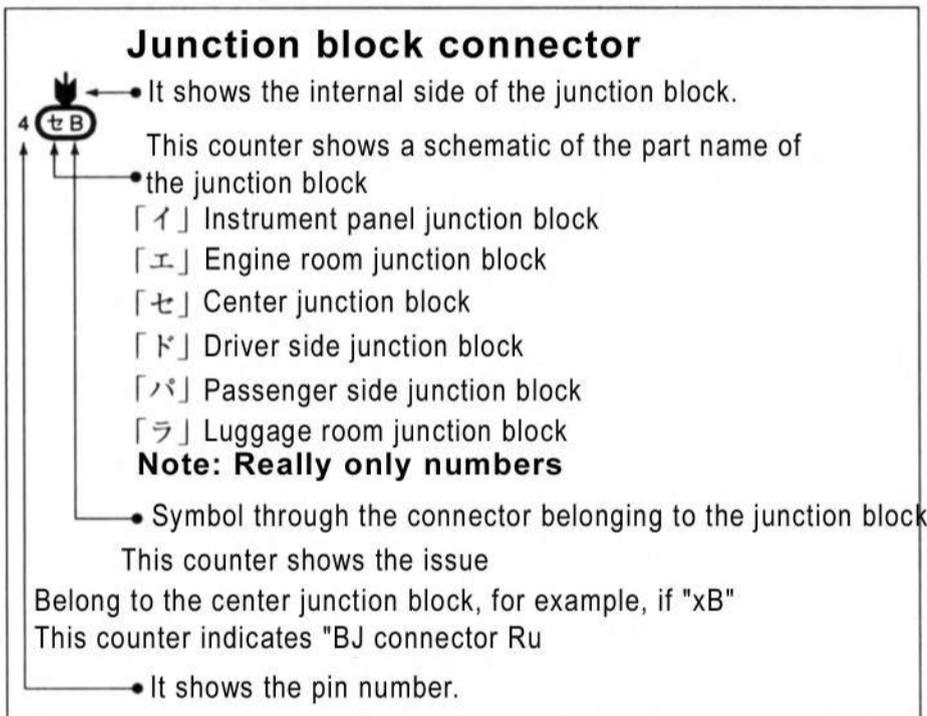 Junction block connector
It shows the internal side of the junction block.
4 セ B
This counter shows a schematic of the part name of
the junction block
「イ」 Instrument panel junction block
「エ」 Engine room junction block
「セ」 Center junction block
「ド」 Driver side junction block
「パ」 Passenger side junction block
「ラ」 Luggage room junction block
Note: Really only numbers
Symbol through the connector belonging to the junction block
This counter shows the issue
Belong to the center junction block, for example, if "xB"
This counter indicates "BJ connector Ru
It shows the pin number.